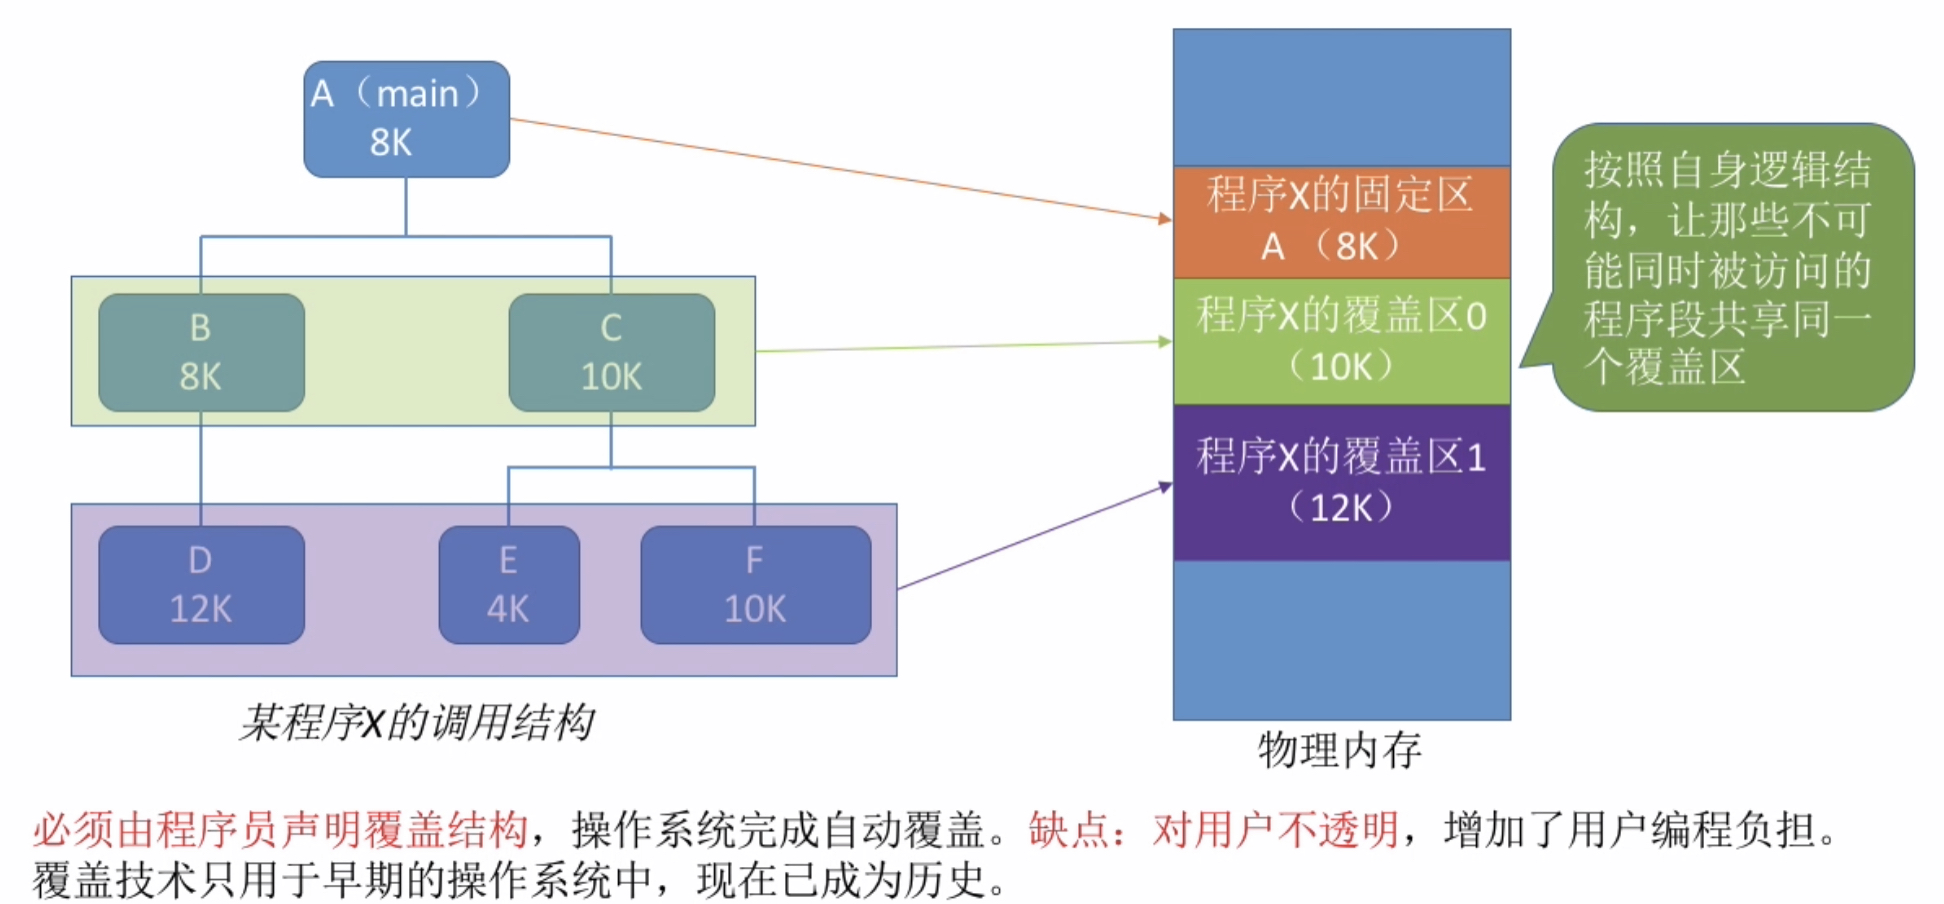 A（main）
8K
B
8K
C
10K
D
12K
E
4K
F
10K
某程序X的调用结构
程序X的固定区
A （8K）
程序X的覆盖区0
（10K）
程序X的覆盖区1
（12K）
物理内存
按照自身逻辑结
构，让那些不可
能同时被访问的
程序段共享同一
个覆盖区
必须由程序员声明覆盖结构，操作系统完成自动覆盖。缺点：对用户不透明，增加了用户编程负担。
覆盖技术只用于早期的操作系统中，现在已成为历史。